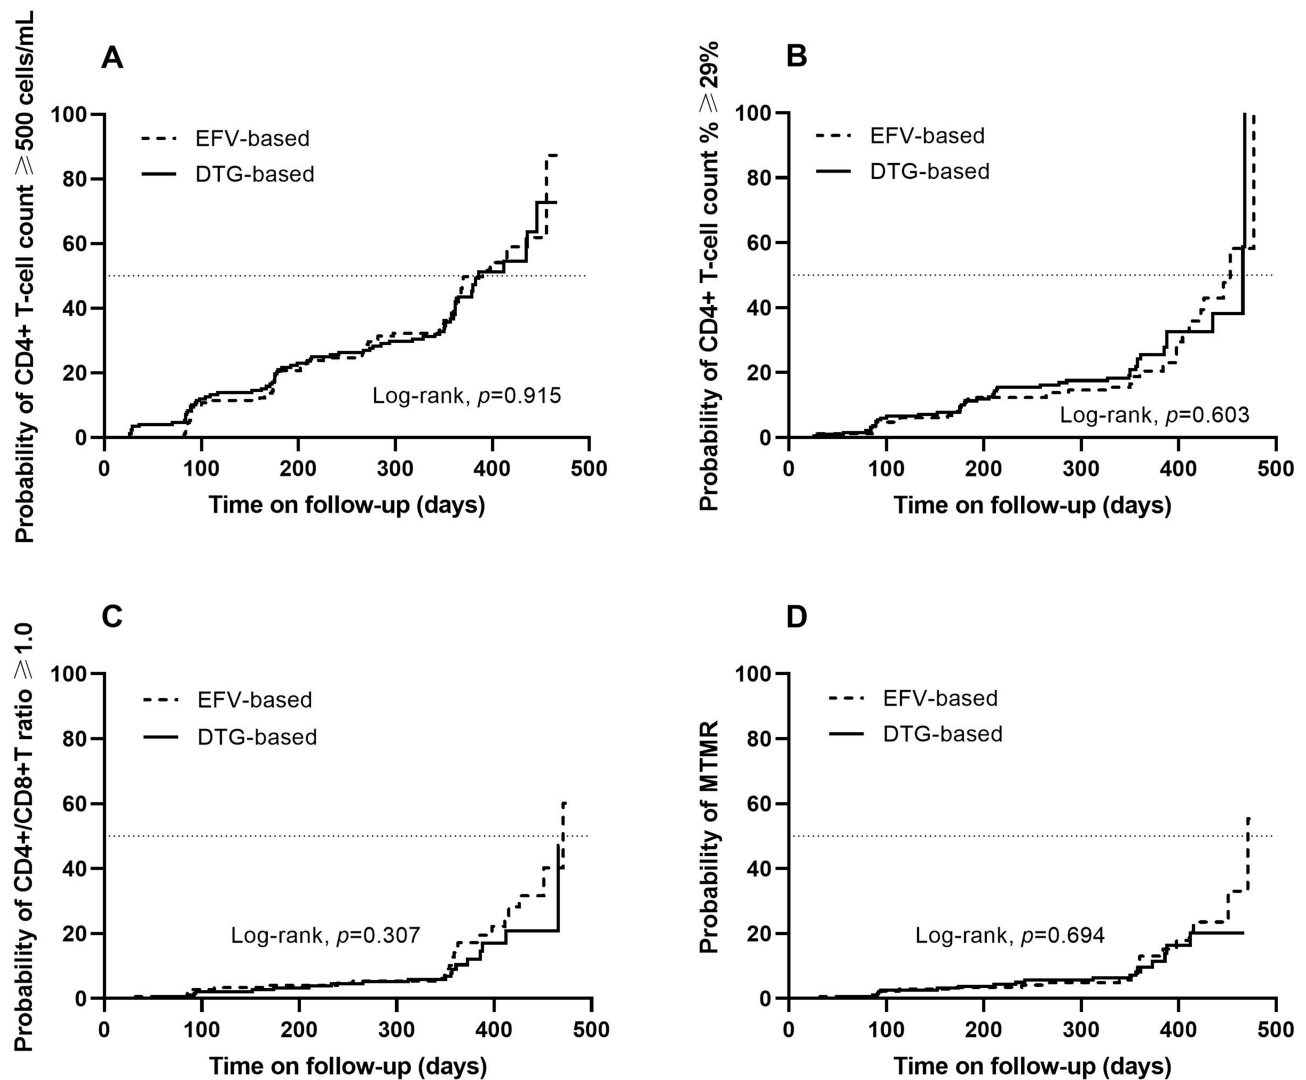 A
Probability of CD4+ T-cell count ⩾500 cells/mL
100
80
60
40
20
0
EFV-based
DTG-based
Log-rank, p=0.915
0 100 200 300 400 500
Time on follow-up (days)
B
Probability of CD4+ T-cell count % ⩾29%
100
80
60
40
20
0
EFV-based
DTG-based
Log-rank, p=0.603
0 100 200 300 400 500
Time on follow-up (days)
C
Probability of CD4+/CD8+T ratio ⩾1.0
100
80
60
40
20
0
EFV-based
DTG-based
Log-rank, p=0.307
0 100 200 300 400 500
Time on follow-up (days)
D
Probability of MTMR
100
80
60
40
20
0
EFV-based
DTG-based
Log-rank, p=0.694
0 100 200 300 400 500
Time on follow-up (days)